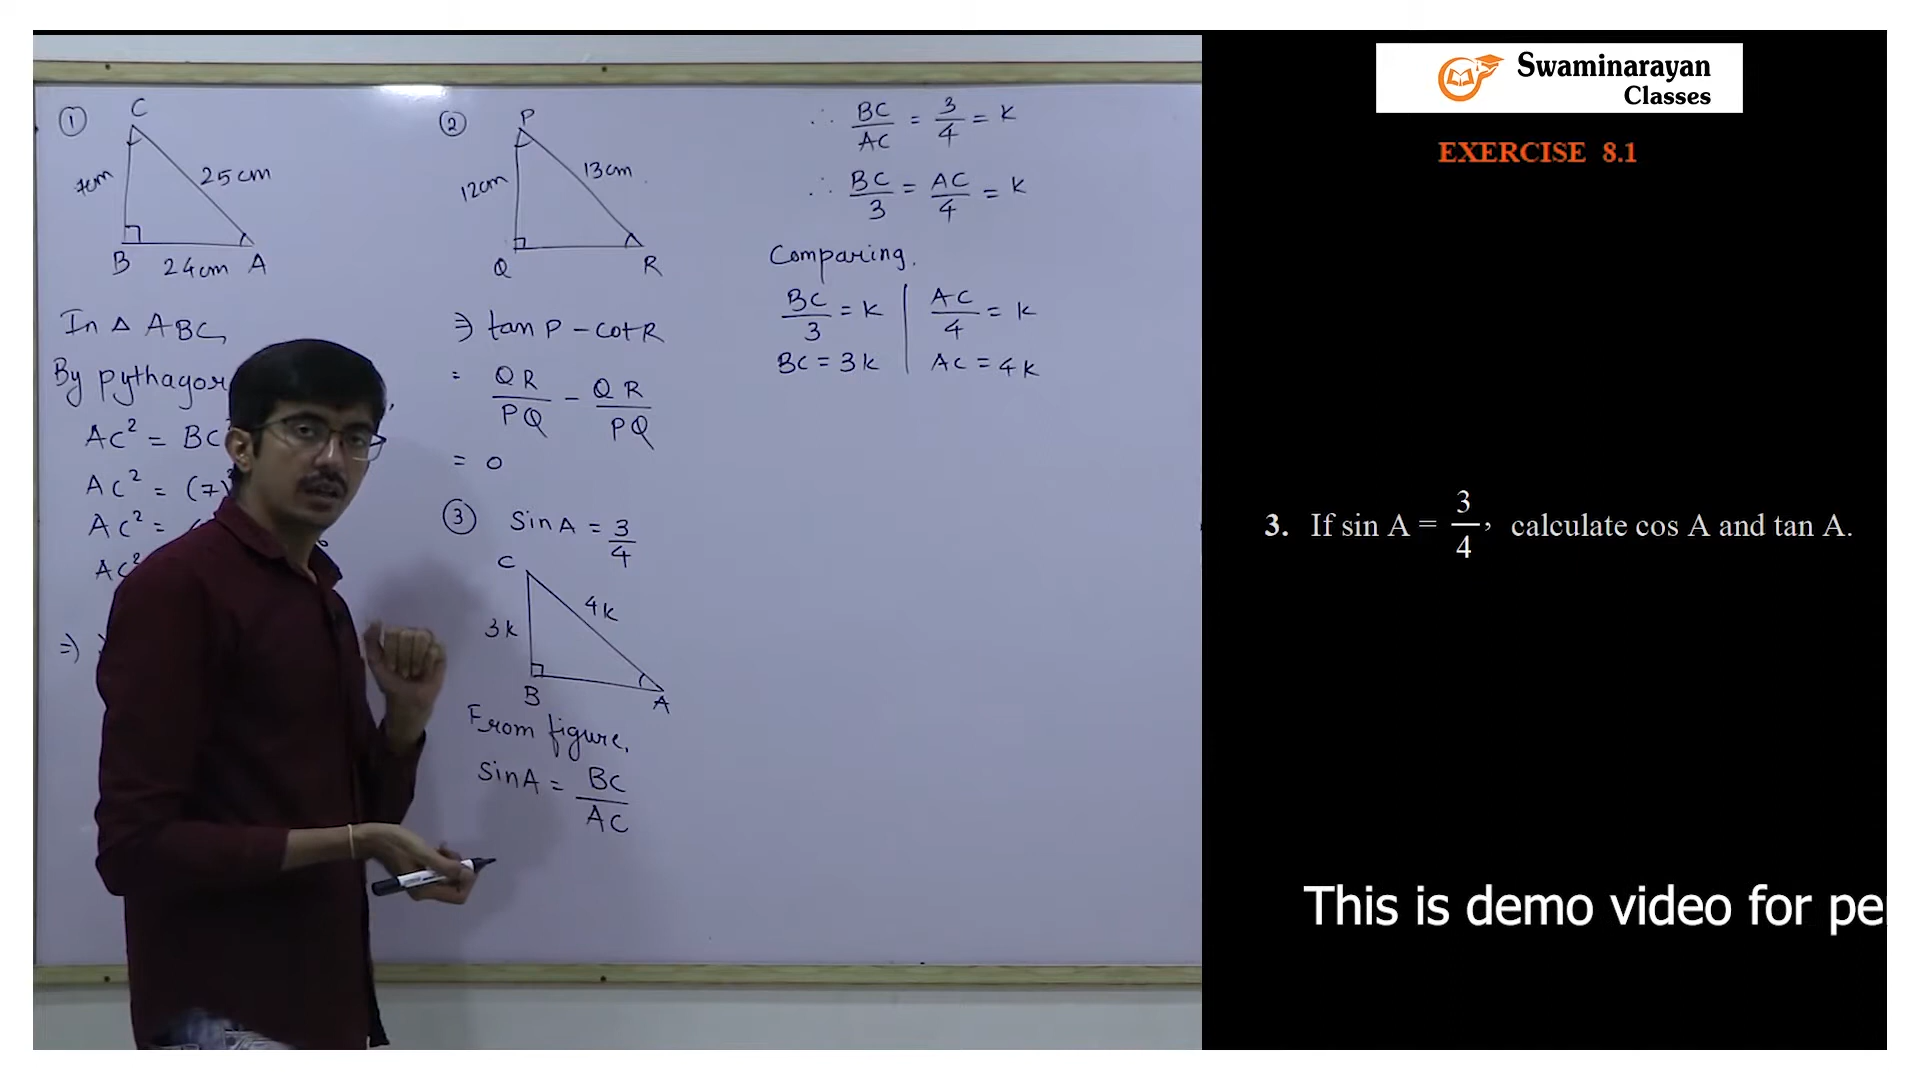 ① C
7cm 25cm
B 24cm A
In △ ABC,
By pythagor
AC² = BC
AC² = (7)²
AC² =
AC²
=)
② P
12cm 13cm
Q R
⇒ tan P - cot R
= QR/PQ - QR/PQ
= 0
③ Sin A = 3/4
C
3k 4k
B A
From figure,
Sin A = BC/AC
∴ BC/AC = 3/4 = k
∴ BC/3 = AC/4 = k
Comparing.
BC/3 = k | AC/4 = k
BC = 3k | AC = 4k
Swaminarayan
Classes
EXERCISE 8.1
3. If sin A = 3/4, calculate cos A and tan A.
This is demo video for pe